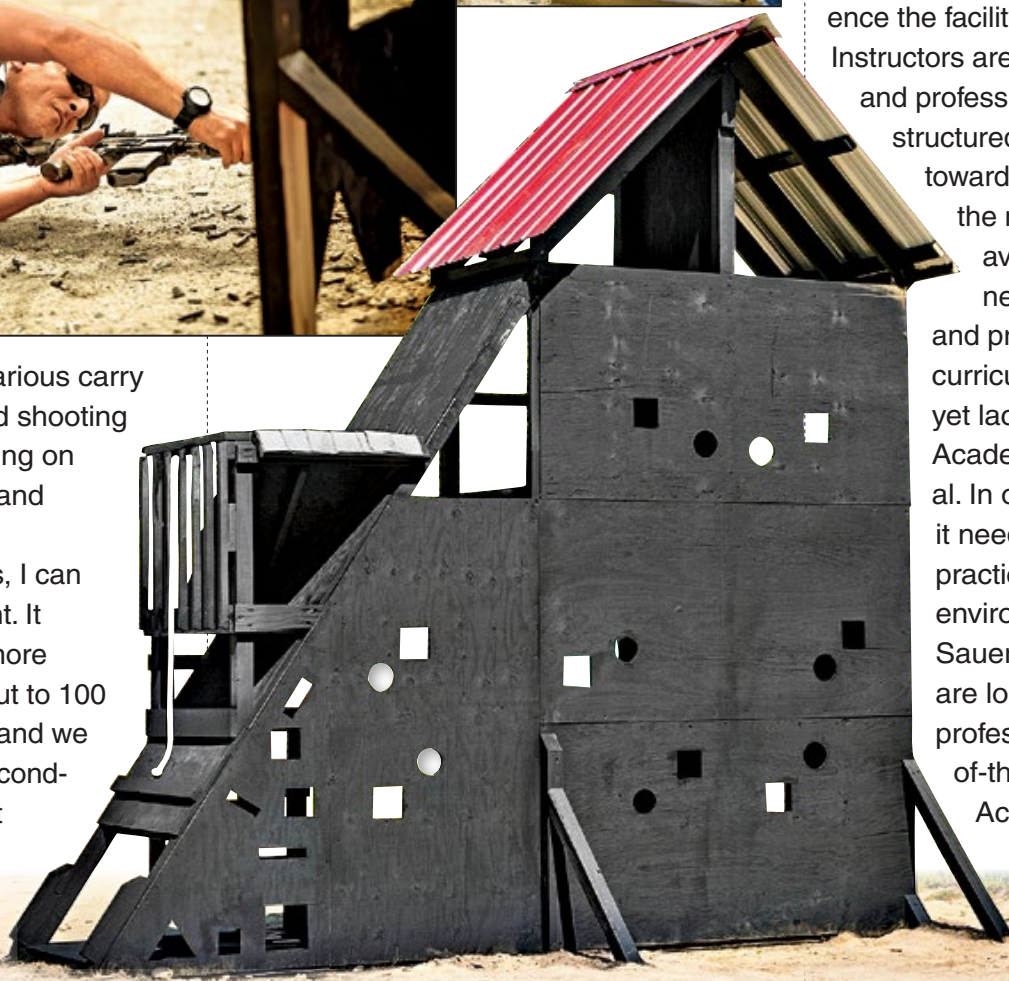 arious carry
d shooting
ng on
and
s, I can
t. It
more
ut to 100
and we
cond-
t
ence the facilit
Instructors are
and profess
structured
toward
the
av
ne
and pr
curricu
yet lac
Acade
al. In
it need
practic
enviro
Sauer
are lo
profes
of-th
Ac